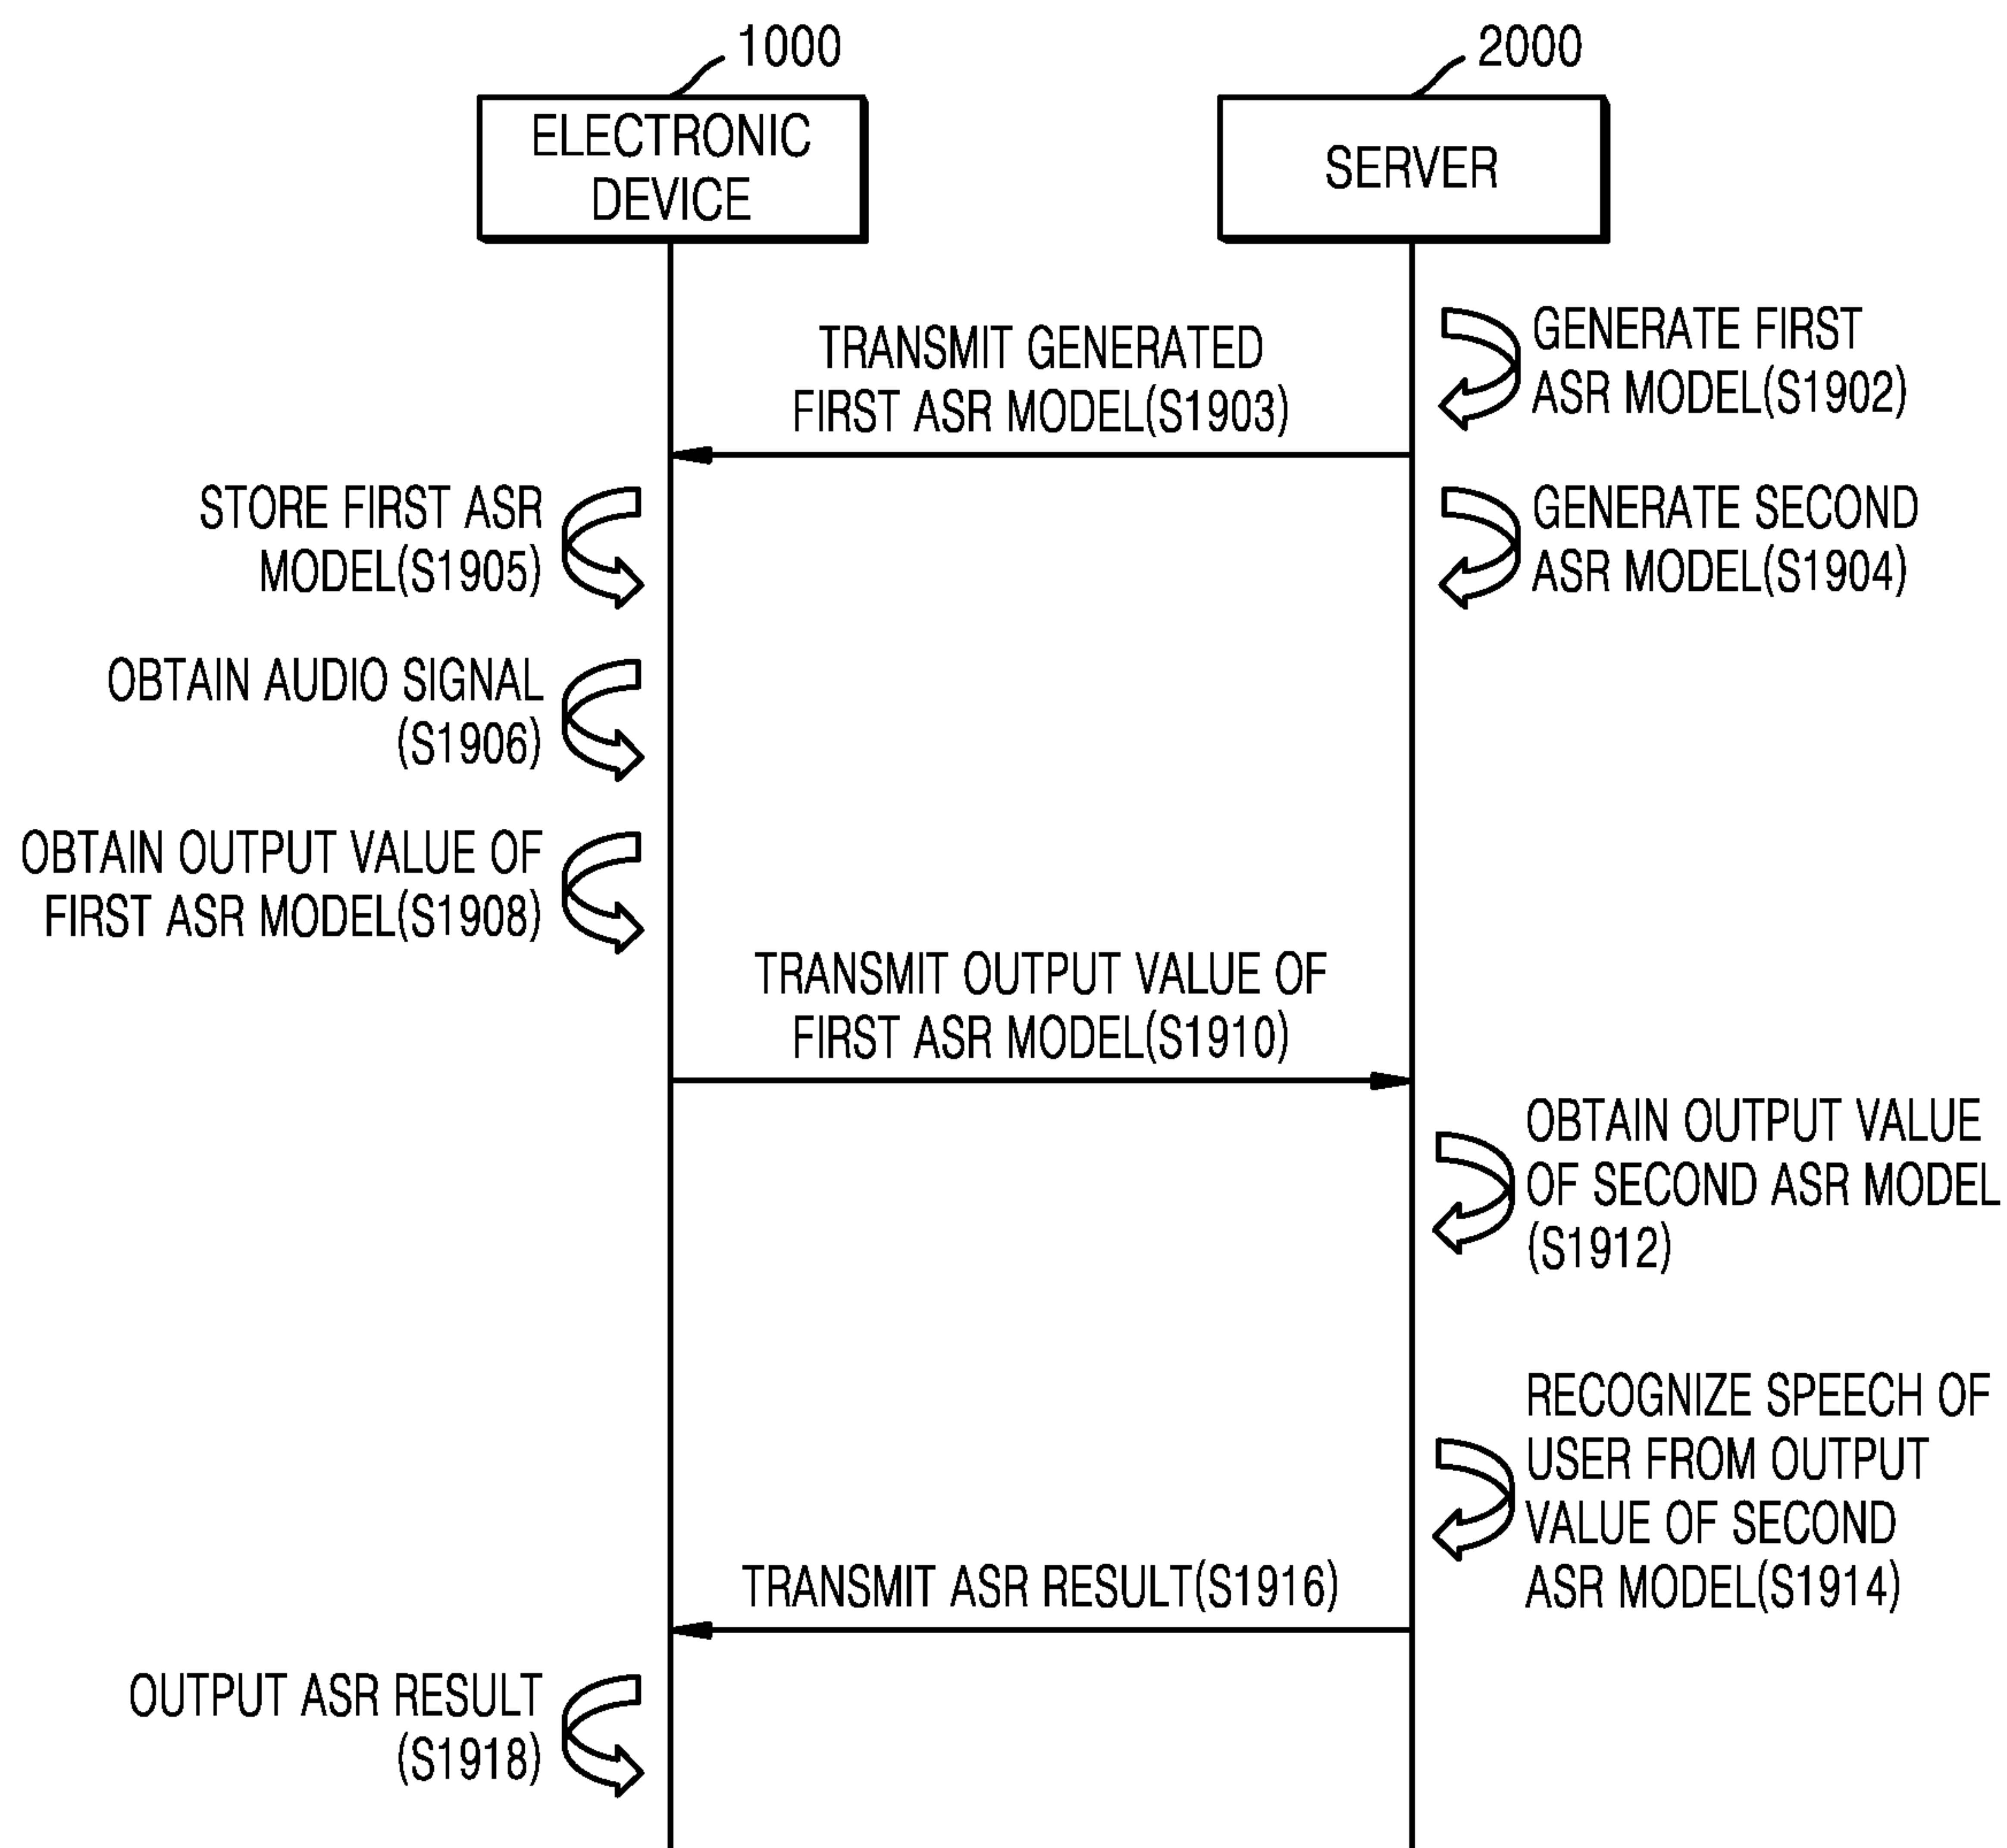 1000
2000
ELECTRONIC
DEVICE
SERVER
GENERATE FIRST
ASR MODEL(S1902)
TRANSMIT GENERATED
FIRST ASR MODEL(S1903)
STORE FIRST ASR
MODEL(S1905)
GENERATE SECOND
ASR MODEL(S1904)
OBTAIN AUDIO SIGNAL
(S1906)
OBTAIN OUTPUT VALUE OF
FIRST ASR MODEL(S1908)
TRANSMIT OUTPUT VALUE OF
FIRST ASR MODEL(S1910)
OBTAIN OUTPUT VALUE
OF SECOND ASR MODEL
(S1912)
RECOGNIZE SPEECH OF
USER FROM OUTPUT
VALUE OF SECOND
ASR MODEL(S1914)
TRANSMIT ASR RESULT(S1916)
OUTPUT ASR RESULT
(S1918)